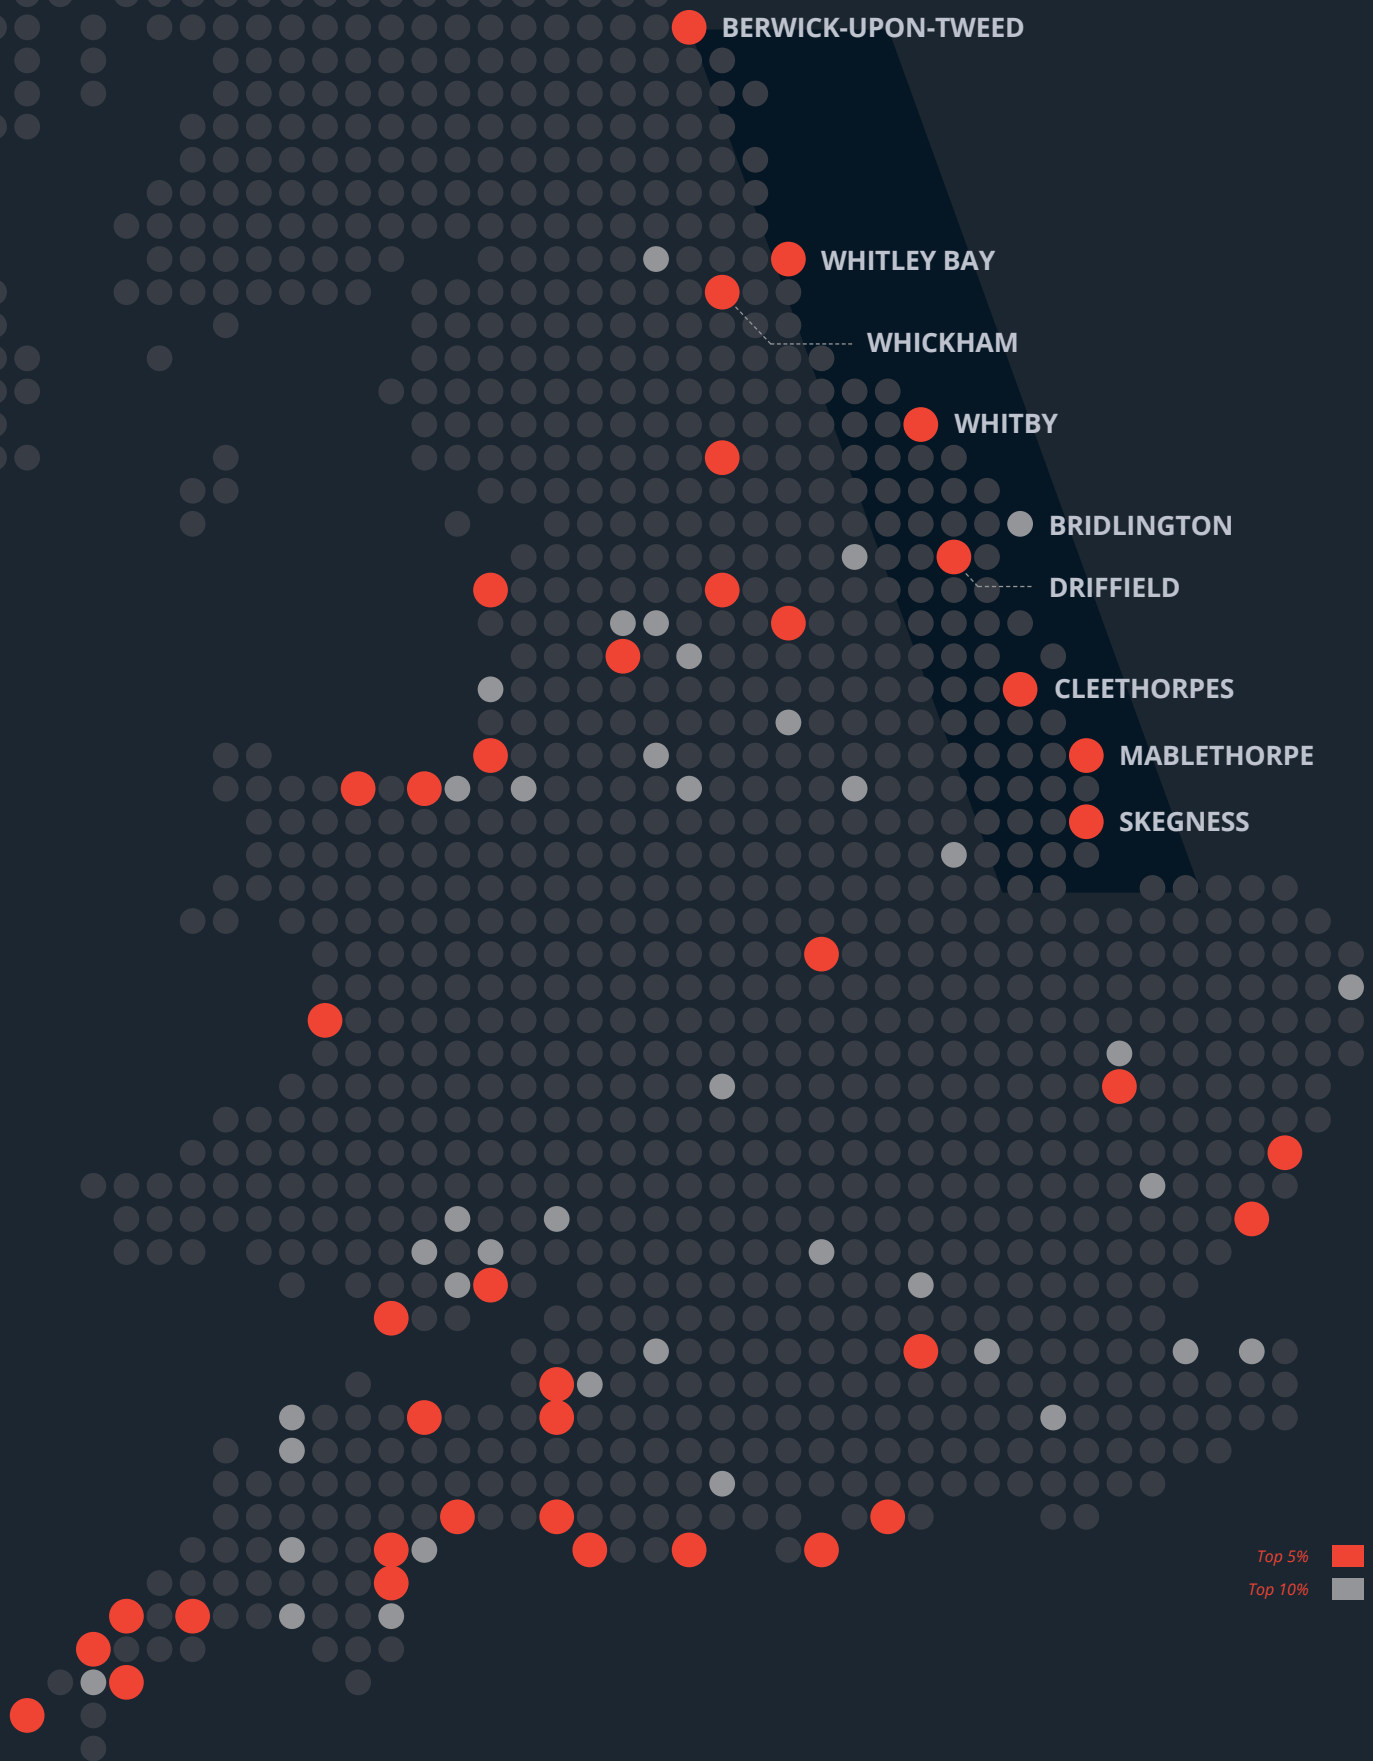 BERWICK-UPON-TWEED
WHITLEY BAY
WHICKHAM
WHITBY
BRIDLINGTON
DRIFFIELD
CLEETHORPES
MABLETHORPE
SKEGNESS
Top 5%
Top 10%